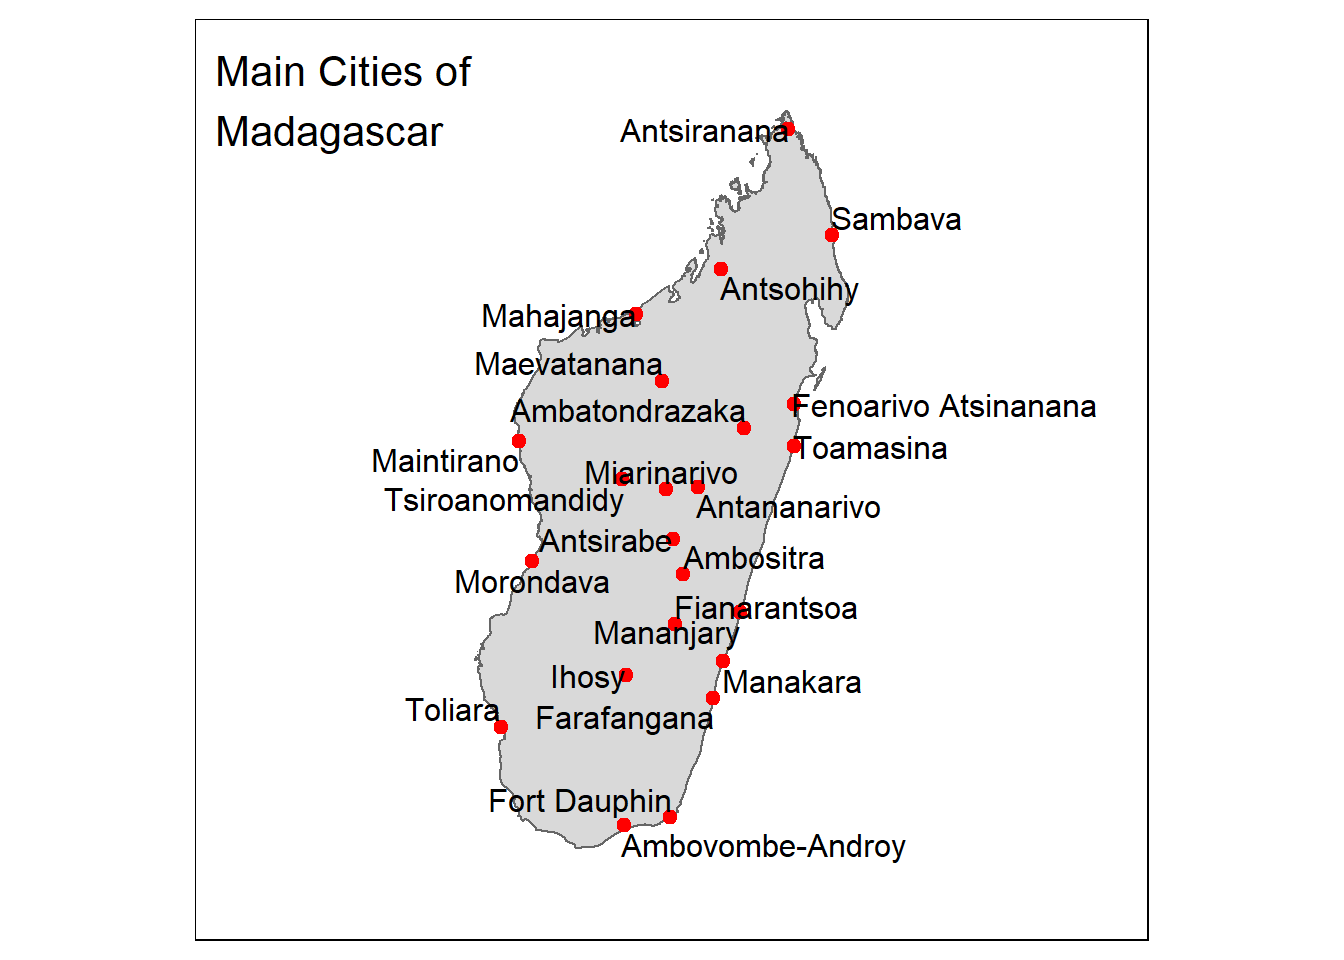 Main Cities of
Madagascar
Antsiranana
Sambava
Antsohihy
Mahajanga
Maevatanana
Ambatondrazaka
Fenoarivo Atsinanana
Toamasina
Maintirano
Miarinarivo
Tsiroanomandidy
Antananarivo
Antsirabe
Ambositra
Morondava
Fianarantsoa
Mananjary
Ihosy
Manakara
Toliara
Farafangana
Fort Dauphin
Ambovombe-Androy